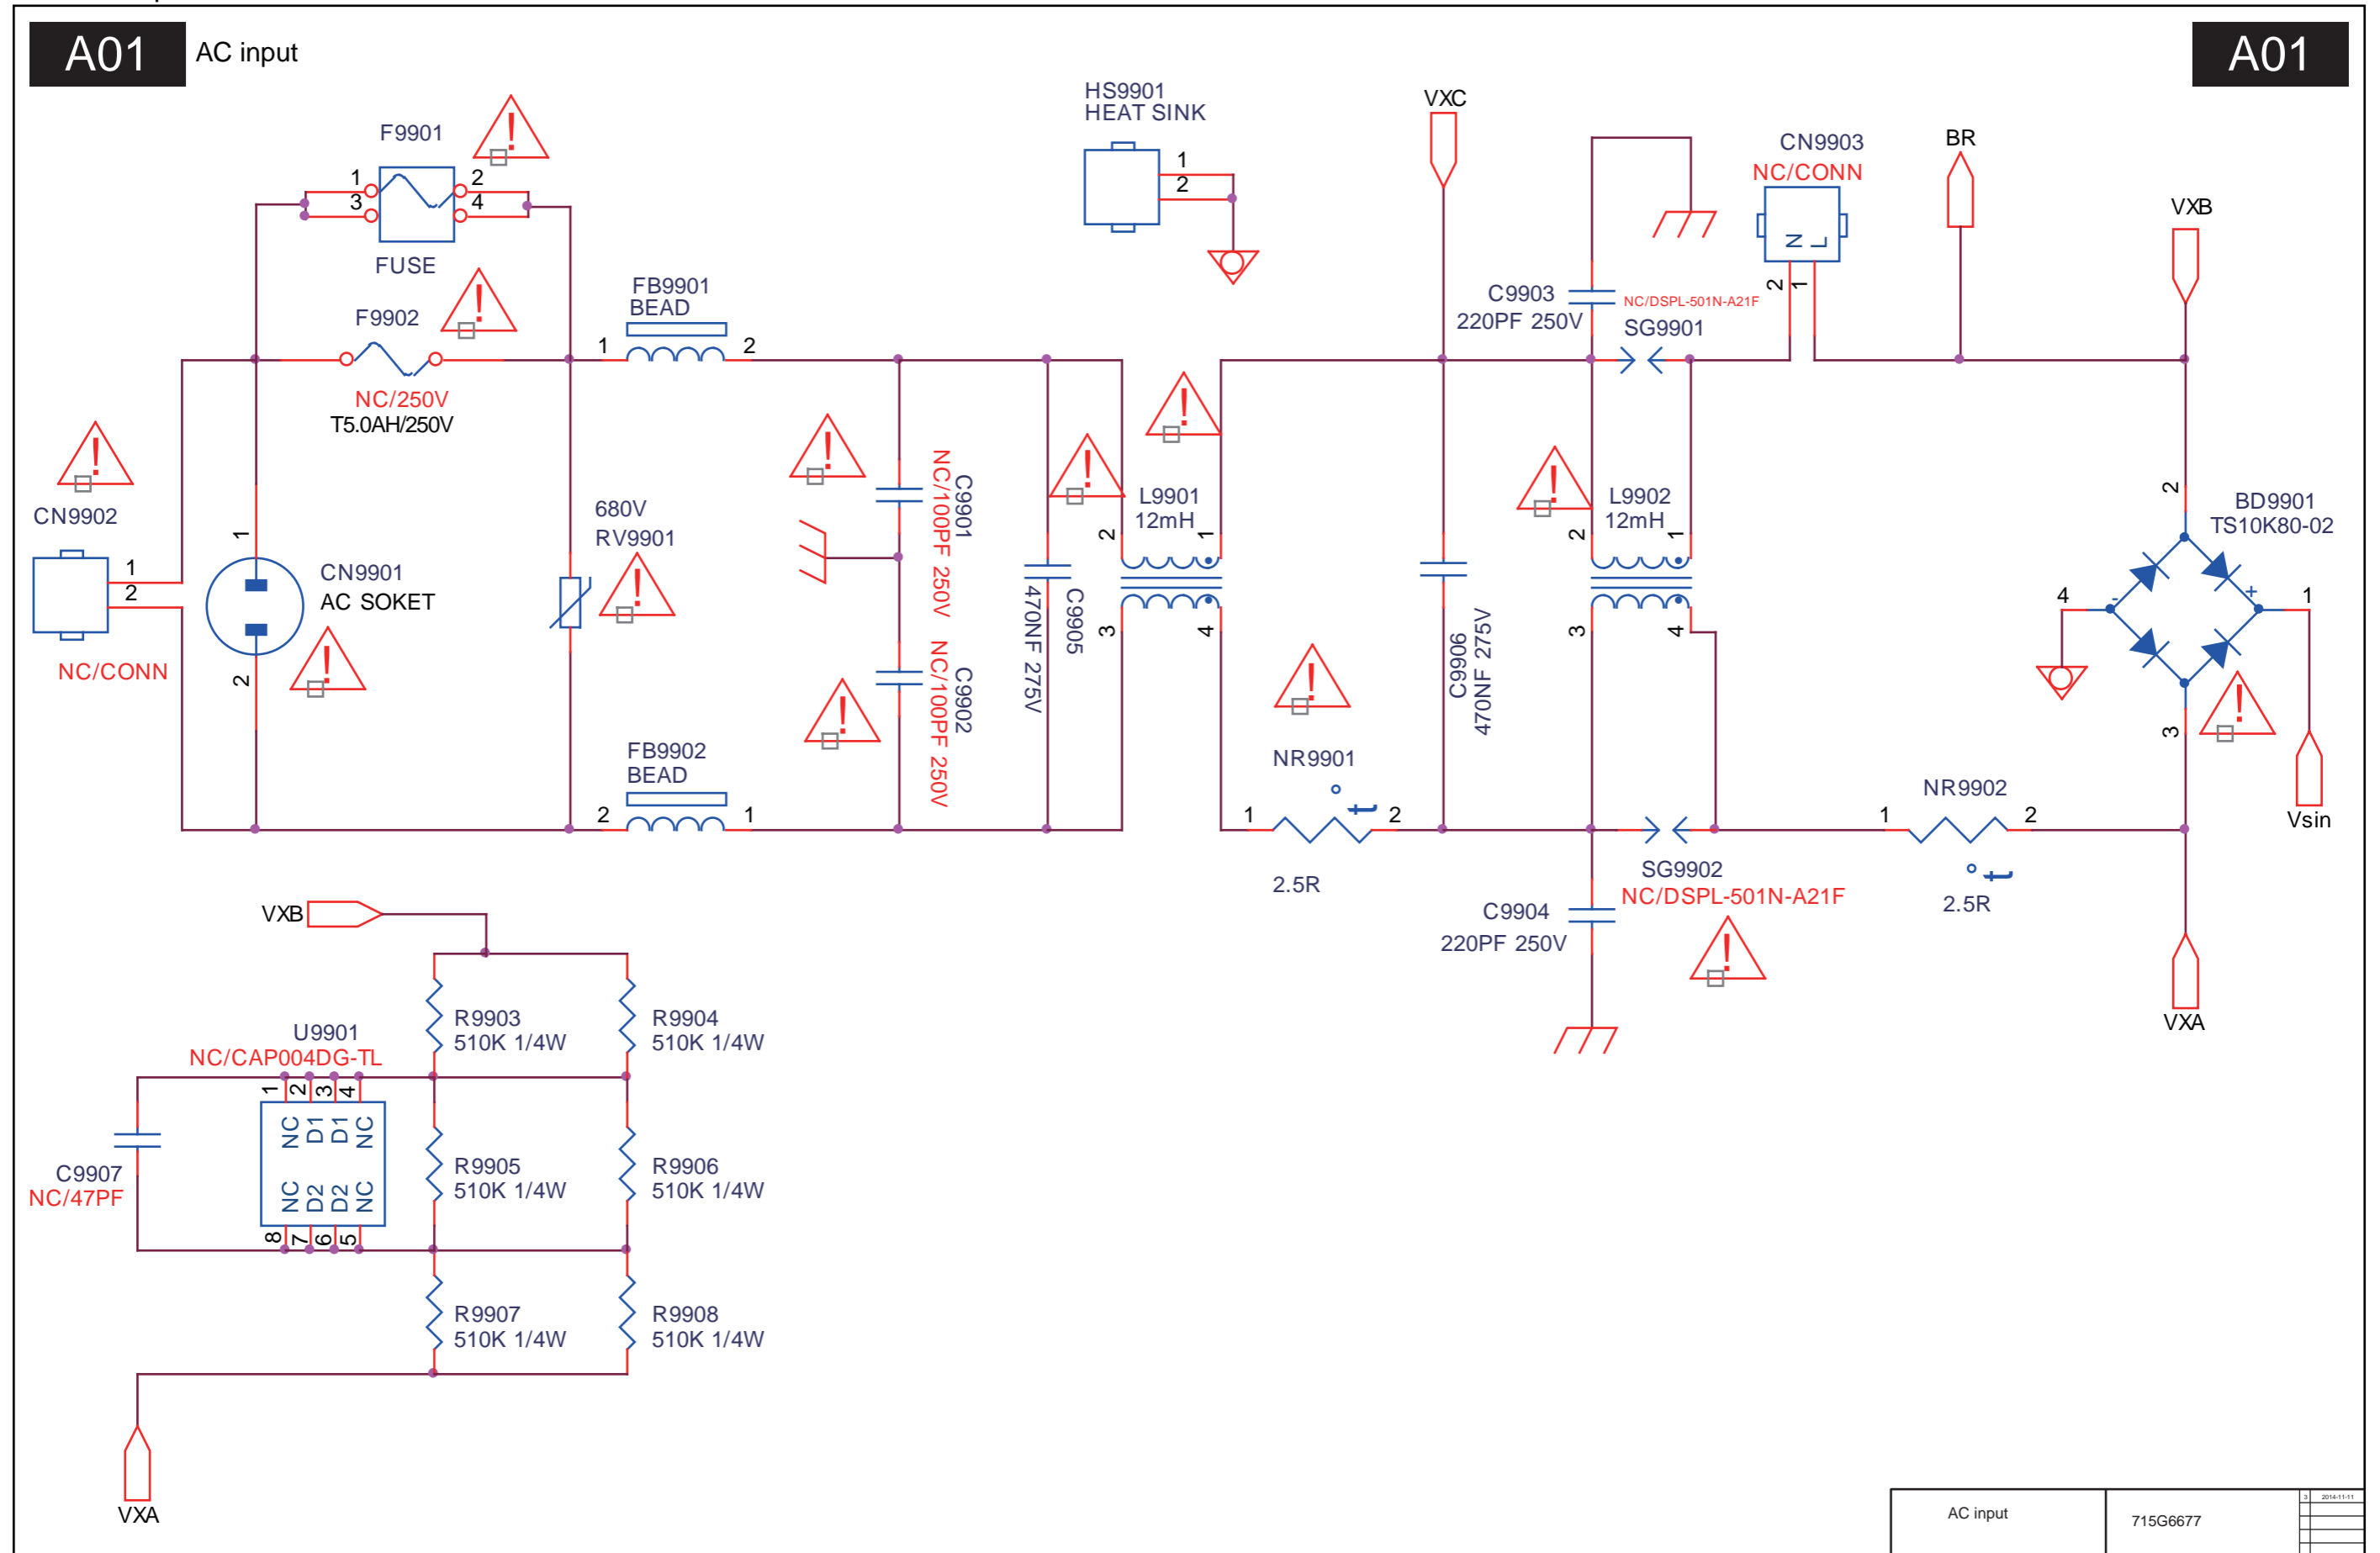 A01
AC input
A01
F9901
1
2
3
4
FUSE
F9902
NC/250V
T5.0AH/250V
CN9902
1
2
NC/CONN
1
CN9901
AC SOKET
2
680V
RV9901
FB9901
BEAD
1
2
FB9902
BEAD
2
1
C9901
NC/100PF 250V
C9902
NC/100PF 250V
C9905
470NF 275V
HS9901
HEAT SINK
1
2
L9901
12mH
2
1
3
4
NR9901
1
2
t
2.5R
VXC
C9906
470NF 275V
C9903
220PF 250V
NC/DSPL-501N-A21F
SG9901
L9902
12mH
2
1
3
4
SG9902
NC/DSPL-501N-A21F
C9904
220PF 250V
CN9903
NC/CONN
N
L
2
1
BR
VXB
NR9902
1
2
t
2.5R
BD9901
TS10K80-02
2
4
-
+
1
3
Vsin
VXA
VXB
R9903
510K 1/4W
R9904
510K 1/4W
U9901
NC/CAP004DG-TL
1
2
3
4
NC
D1
D1
NC
NC
D2
D2
NC
8
7
6
5
C9907
NC/47PF
R9905
510K 1/4W
R9906
510K 1/4W
R9907
510K 1/4W
R9908
510K 1/4W
VXA
AC input
715G6677
3
2014-11-11